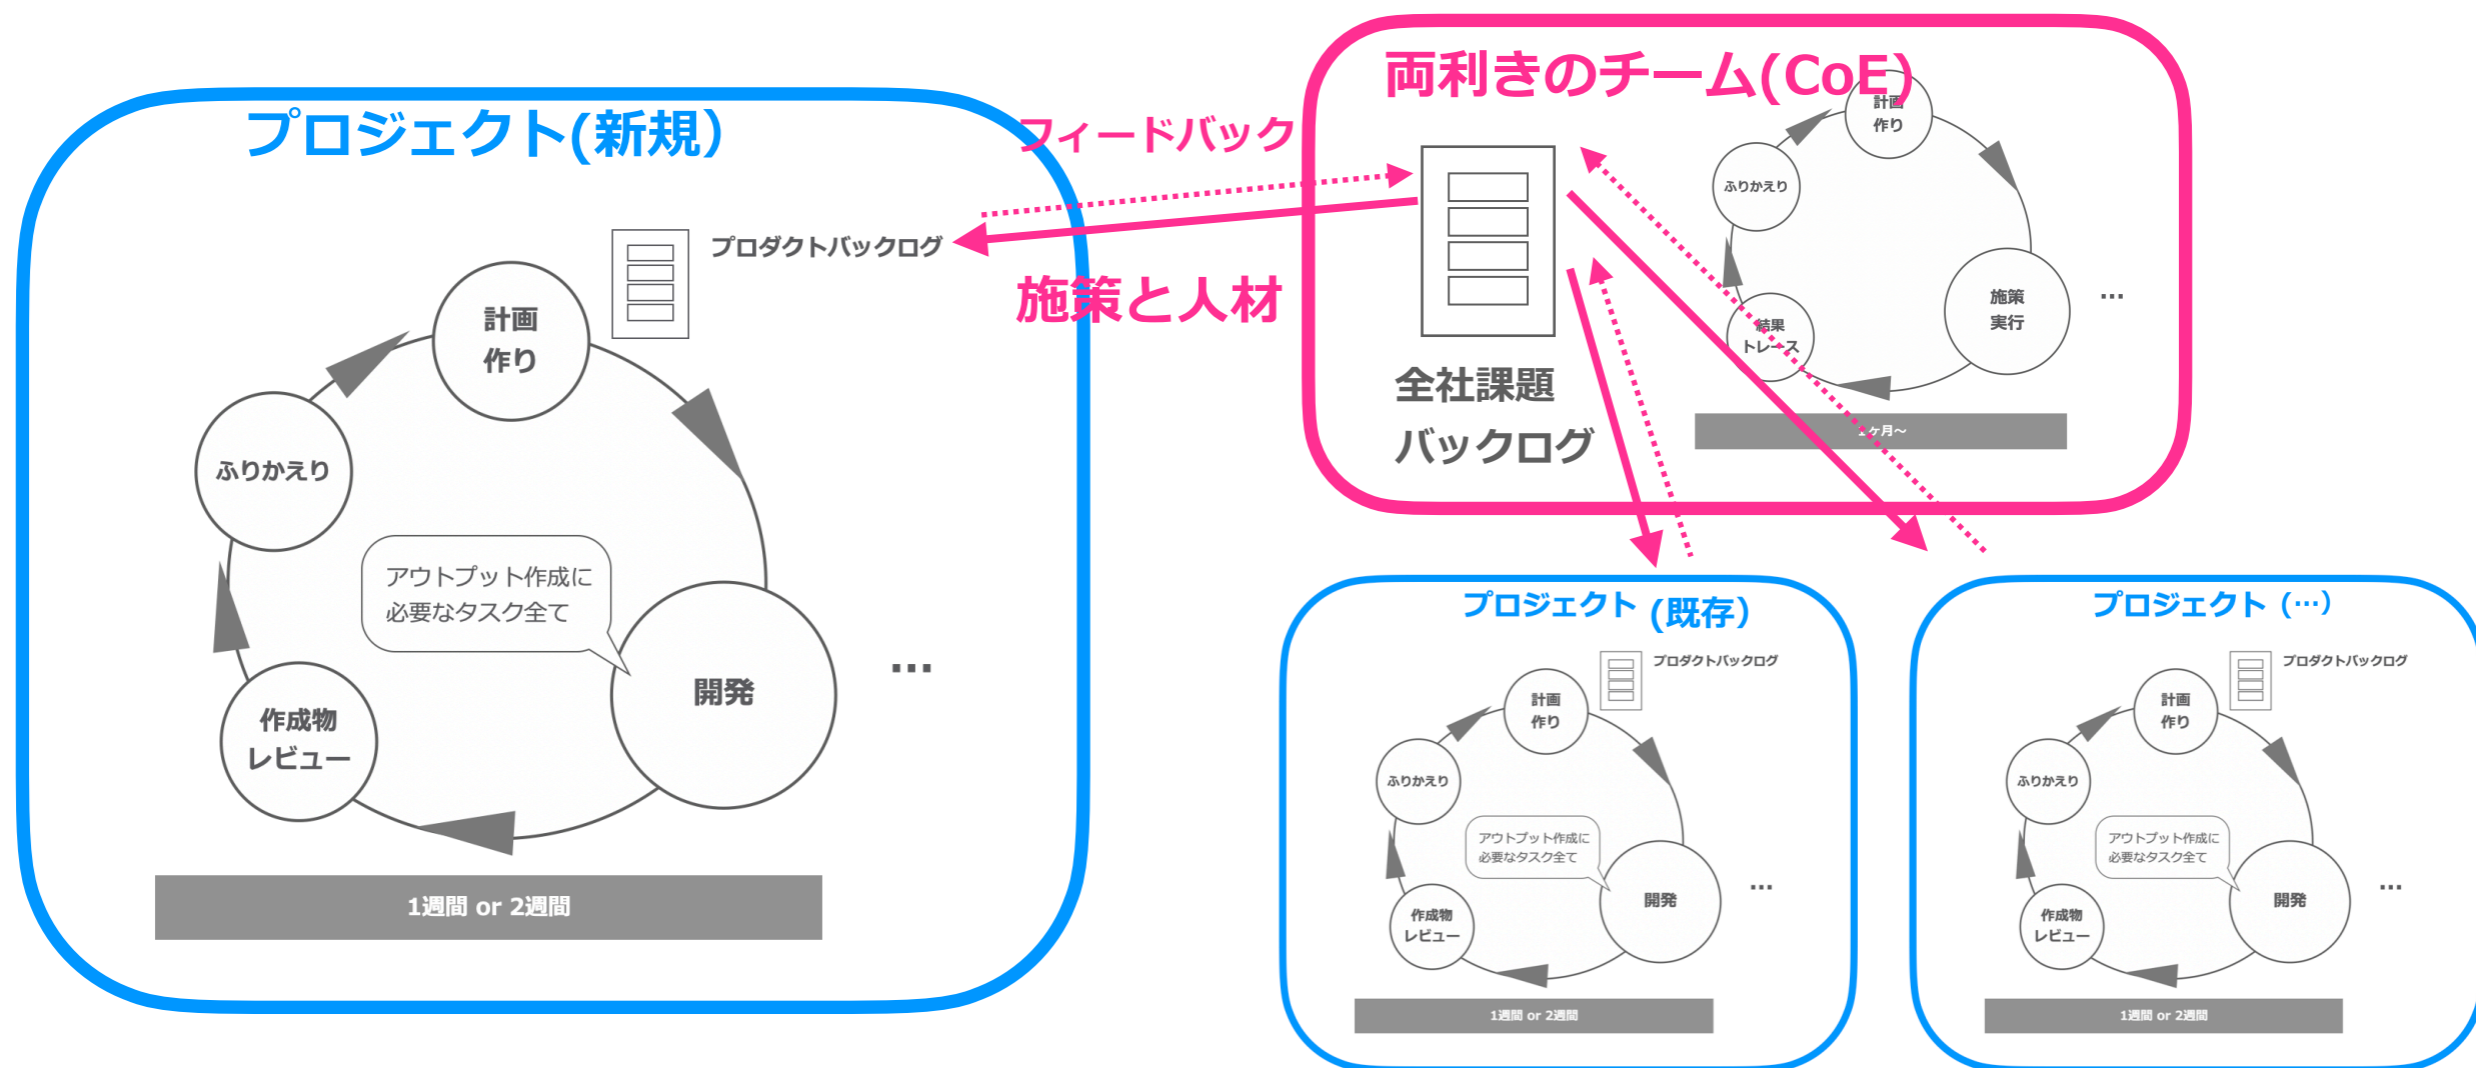 プロジェクト(新規）
プロダクトバックログ
計画
作り
ふりかえり
アウトプット作成に
必要なタスク全て
開発
...
作成物
レビュー
1週間 or 2週間
フィードバック
施策と人材
両利きのチーム(CoE)
全社課題
バックログ
計画
作り
ふりかえり
施策
実行
...
結果
トレース
ヶ月～
プロジェクト (既存）
プロダクトバックログ
計画
作り
ふりかえり
アウトプット作成に
必要なタスク全て
開発
...
作成物
レビュー
1週間 or 2週間
プロジェクト (…）
プロダクトバックログ
計画
作り
ふりかえり
アウトプット作成に
必要なタスク全て
開発
...
作成物
レビュー
1週間 or 2週間